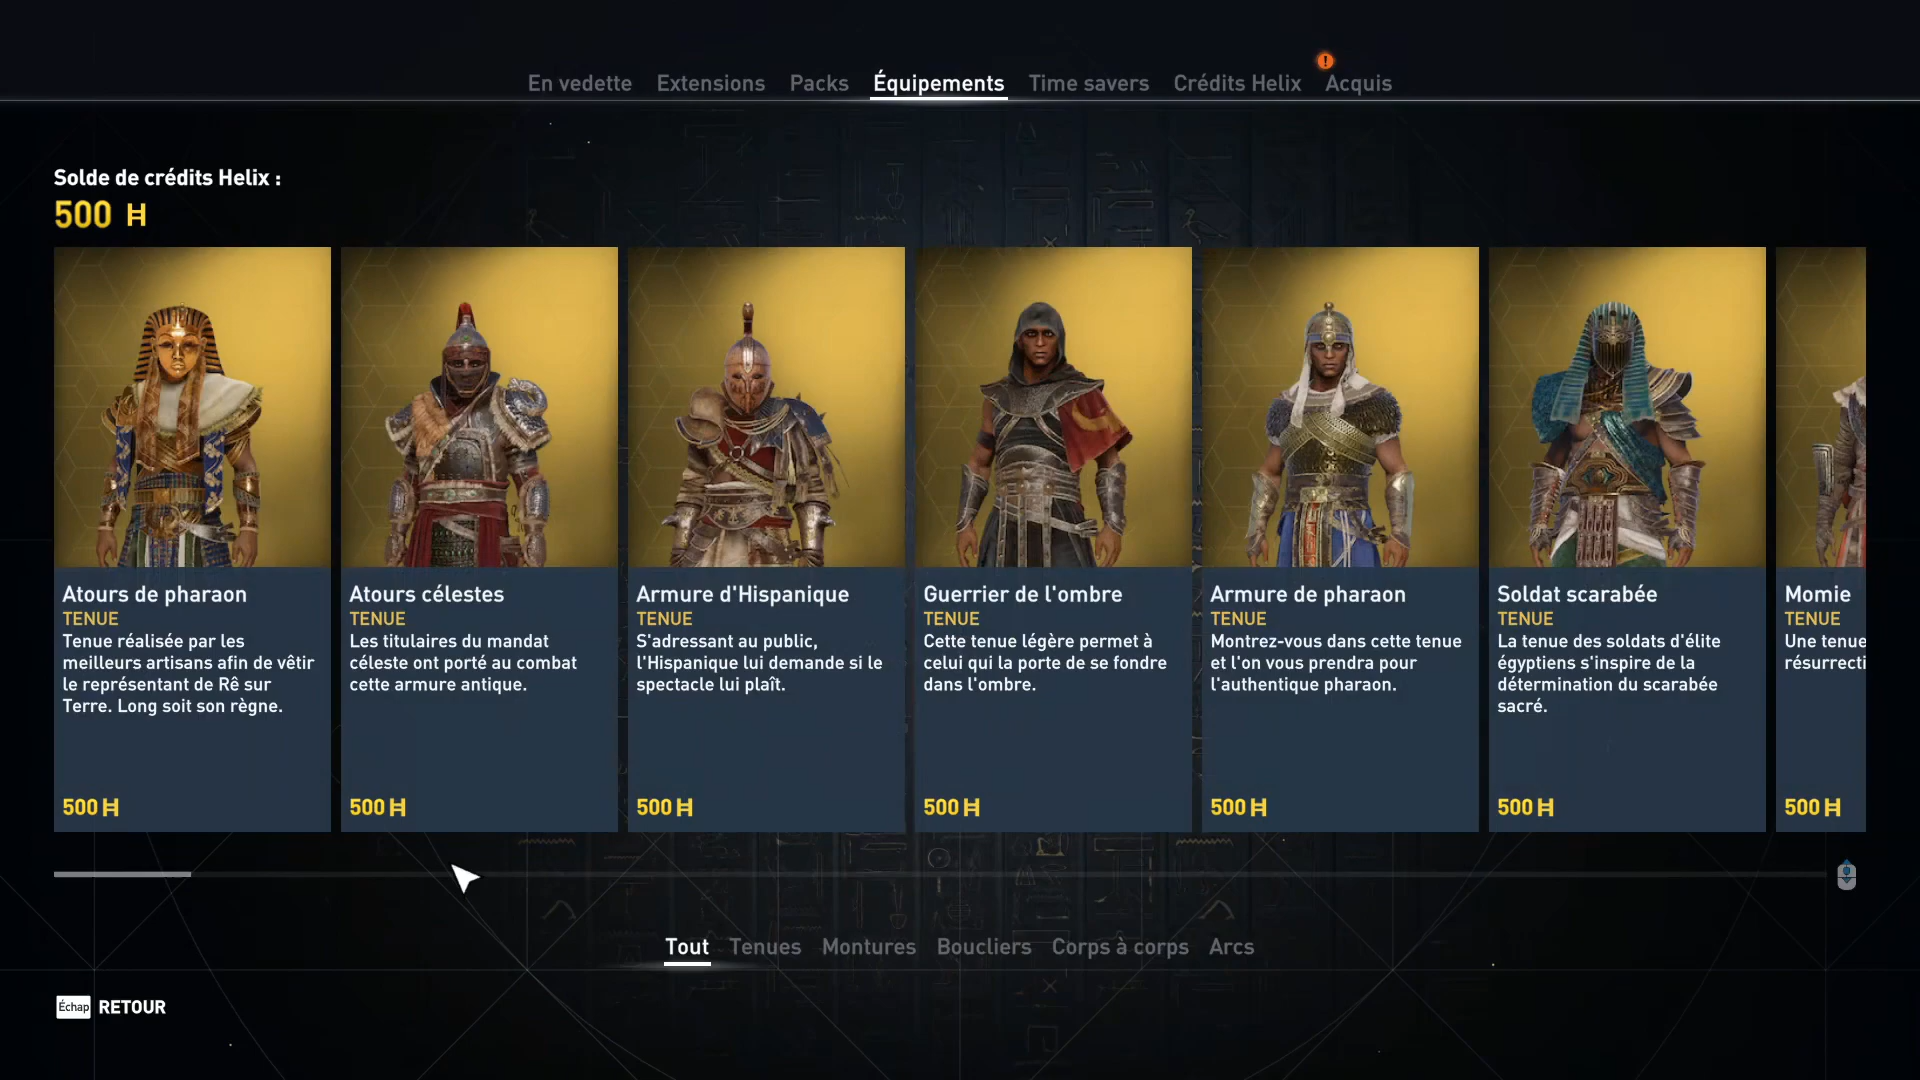 En vedette Extensions Packs Équipements Time savers Crédits Helix Acquis
!
Solde de crédits Helix :
500
Atours de pharaon
TENUE
Tenue réalisée par les
meilleurs artisans afin de vêtir
le représentant de Rê sur
Terre. Long soit son règne.
500
Atours célestes
TENUE
Les titulaires du mandat
céleste ont porté au combat
cette armure antique.
500
Armure d'Hispanique
TENUE
S'adressant au public,
l'Hispanique lui demande si le
spectacle lui plaît.
500
Guerrier de l'ombre
TENUE
Cette tenue légère permet à
celui qui la porte de se fondre
dans l'ombre.
500
Armure de pharaon
TENUE
Montrez-vous dans cette tenue
et l'on vous prendra pour
l'authentique pharaon.
500
Soldat scarabée
TENUE
La tenue des soldats d'élite
égyptiens s'inspire de la
détermination du scarabée
sacré.
500
Momie
TENUE
Une tenue
résurrecti
500
Tout Tenues Montures Boucliers Corps à corps Arcs
Échap RETOUR